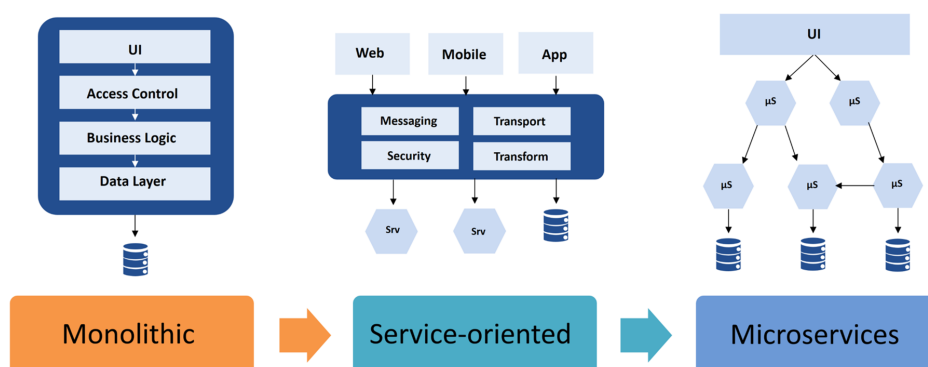 UI
Access Control
Business Logic
Data Layer
Monolithic
Web
Mobile
App
Messaging
Transport
Security
Transform
Srv
Srv
Service-oriented
UI
μS
μS
μS
μS
μS
Microservices